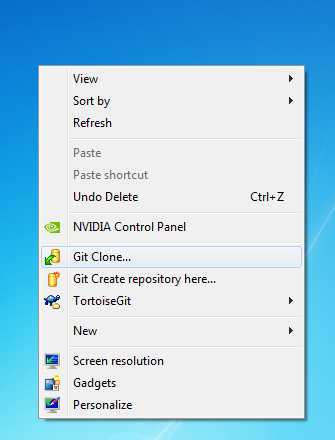 View
Sort by
Refresh
Paste
Paste shortcut
Undo Delete Ctrl+Z
NVIDIA Control Panel
Git Clone...
Git Create repository here...
TortoiseGit
New
Screen resolution
Gadgets
Personalize